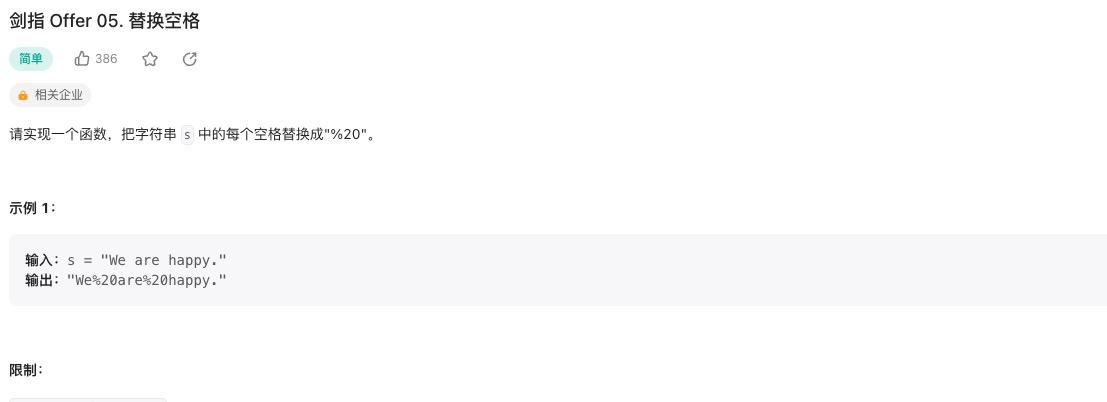 剑指 Offer 05. 替换空格
简单 386
相关企业
请实现一个函数，把字符串 s 中的每个空格替换成"%20"。
示例 1：
输入：s = "We are happy."
输出："We%20are%20happy."
限制：